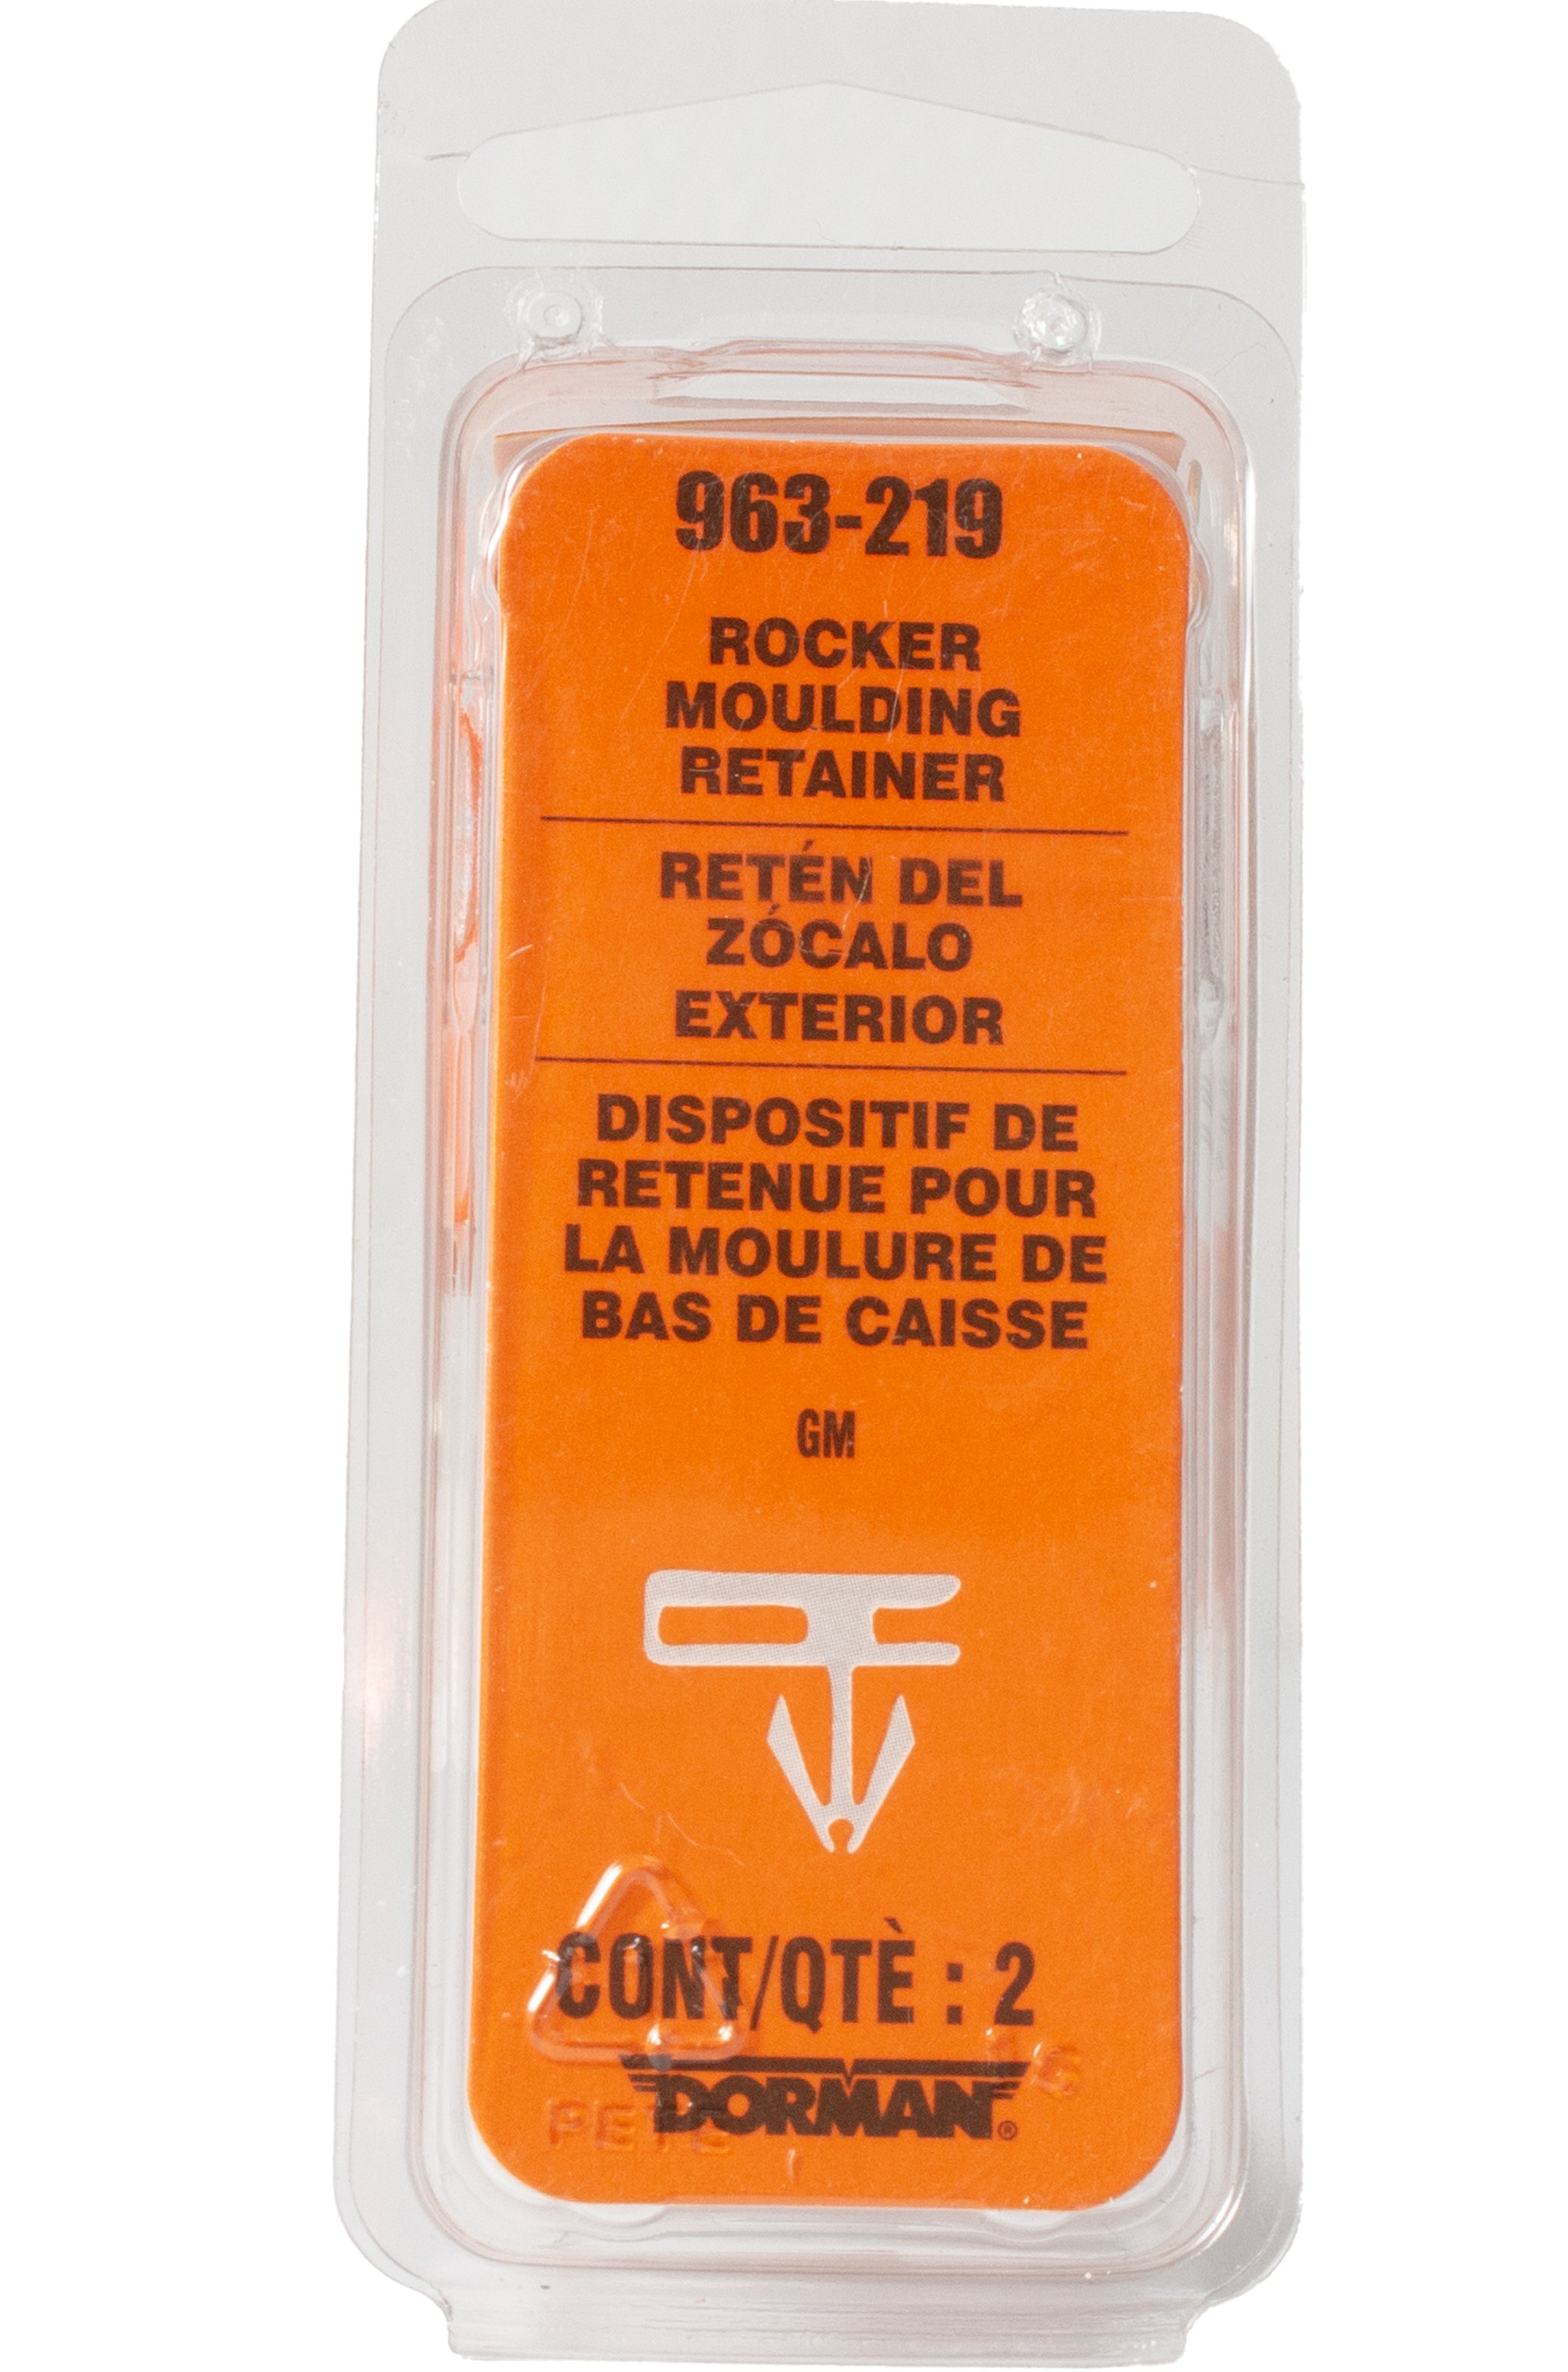 963-219
ROCKER
MOULDING
RETAINER
RETÉN DEL
ZÓCALO
EXTERIOR
DISPOSITIF DE
RETENUE POUR
LA MOULURE DE
BAS DE CAISSE
GM
CONT/QTÈ : 2
DORMAN®
PETE